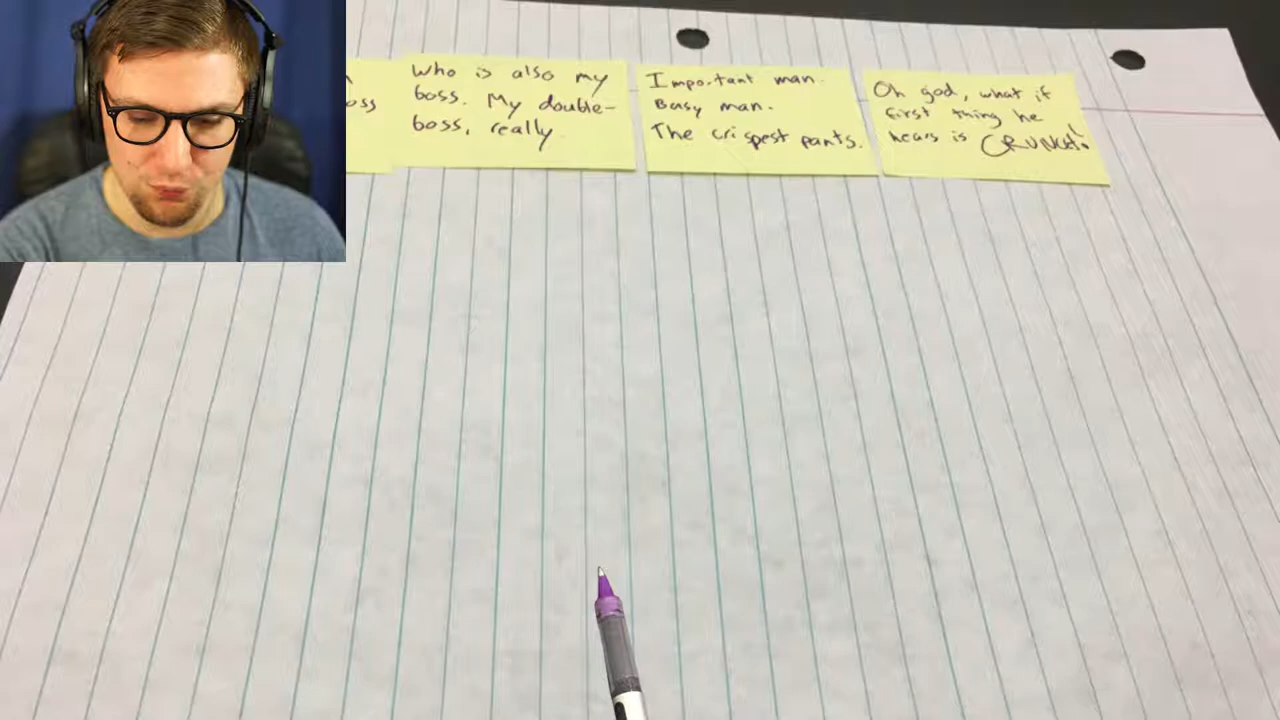 oss
Who is also my
boss. My double-
boss, really.
Important man.
Busy man.
The crispest pants.
Oh god, what if
first thing he
hears is CRUNCH!